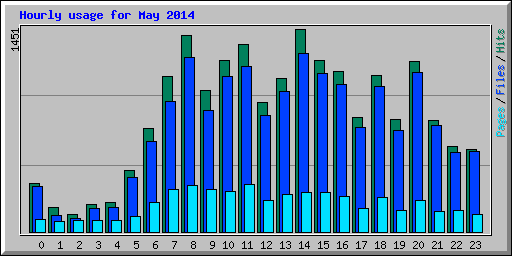 Hourly usage for May 2014
1451
Pages/Files/Hits
0 1 2 3 4 5 6 7 8 9 10 11 12 13 14 15 16 17 18 19 20 21 22 23